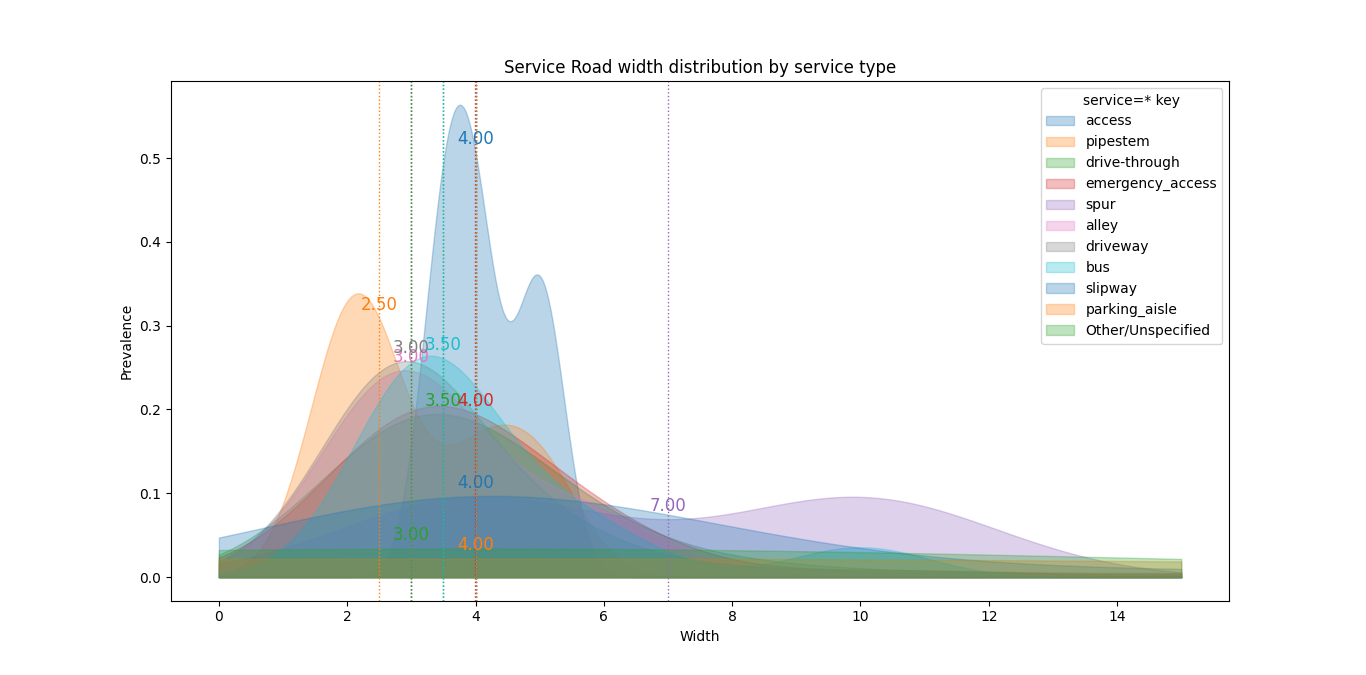 Service Road width distribution by service type
service=* key
access
pipestem
drive-through
emergency_access
spur
alley
driveway
bus
slipway
parking_aisle
Other/Unspecified
Prevalence
0.5
0.4
0.3
0.2
0.1
0.0
4.00
2.50
3.00
3.50
3.00
3.50
4.00
4.00
7.00
3.00
4.00
0
2
4
6
8
10
12
14
Width